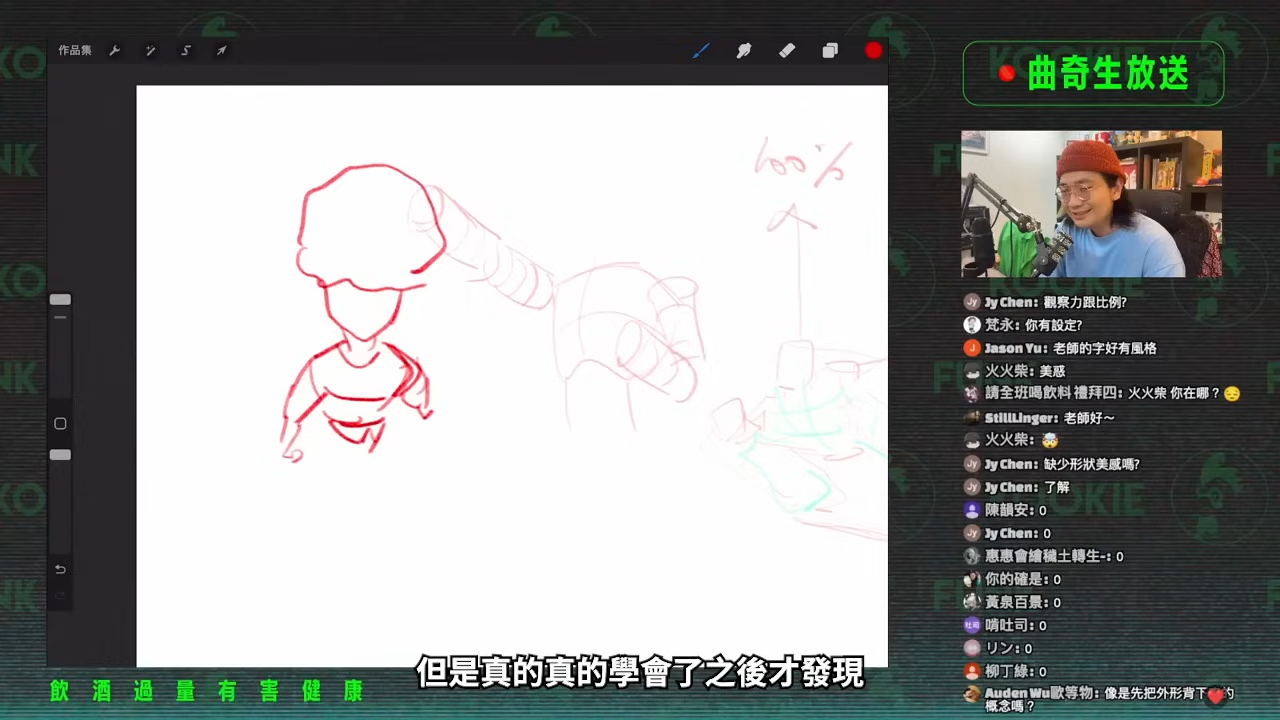 作品集
100%
曲奇生放送
Jy Chen: 觀察力跟比例?
梵永: 你有設定?
Jason Yu: 老師的字好有風格
火火柴: 美惑
請全班喝飲料 禮拜四: 火火柴 你在哪？😔
StillLinger: 老師好～
火火柴: 🤯
Jy Chen: 缺少形狀美感嗎?
Jy Chen: 了解
陳韻安: 0
Jy Chen: 0
惠惠會繪穢土轉生-: 0
你的確是: 0
黃泉百景: 0
啃吐司: 0
リン: 0
柳丁綠: 0
Auden Wu歐等物: 像是先把外形背下 約
概念嗎？
但是真的真的學會了之後才發現
飲酒過量有害健康
KOOKIE